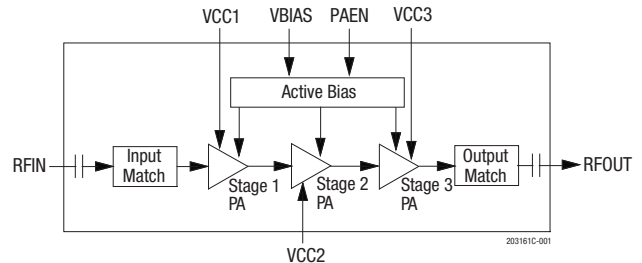 VCC1
VBIAS
PAEN
VCC3
Active Bias
RFIN
Input
Match
Stage 1
PA
Stage 2
PA
Stage 3
PA
Output
Match
RFOUT
VCC2
203161C-001